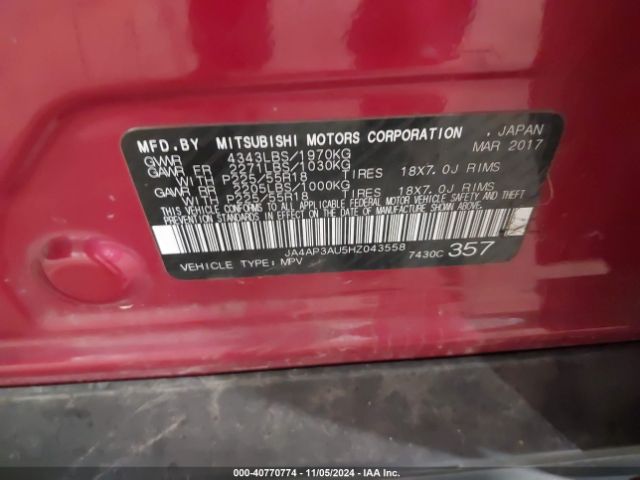 MFD.BY MITSUBISHI MOTORS CORPORATION . JAPAN
MAR 2017
GVWR 4343LBS/1970KG
GAWR FR 2271LBS/1030KG
WITH P225/55R18 TIRES 18X7.0J RIMS
GAWR RR 2205LBS/1000KG
WITH P225/55R18 TIRES 18X7.0J RIMS
THIS VEHICLE CONFORMS TO ALL APPLICABLE FEDERAL MOTOR VEHICLE SAFETY AND THEFT
PREVENTION STANDARDS IN EFFECT ON THE DATE OF MANUFACTURE SHOWN ABOVE.
JA4AP3AU5HZ043558
7430C 357
VEHICLE TYPE: MPV
000-40770774 - 11/05/2024 - IAA Inc.